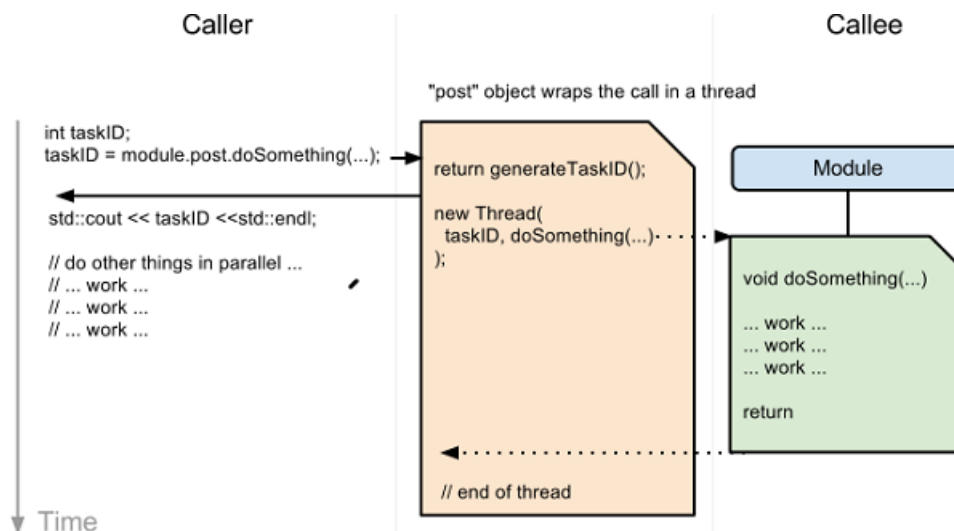 Caller
Callee
"post" object wraps the call in a thread
int taskID;
taskID = module.post.doSomething(...);
return generateTaskID();
Module
std::cout << taskID <<std::endl;
new Thread(
taskID, doSomething(...)
);
// do other things in parallel ...
// ... work ...
// ... work ...
// ... work ...
void doSomething(...)
... work ...
... work ...
... work ...
return
// end of thread
Time